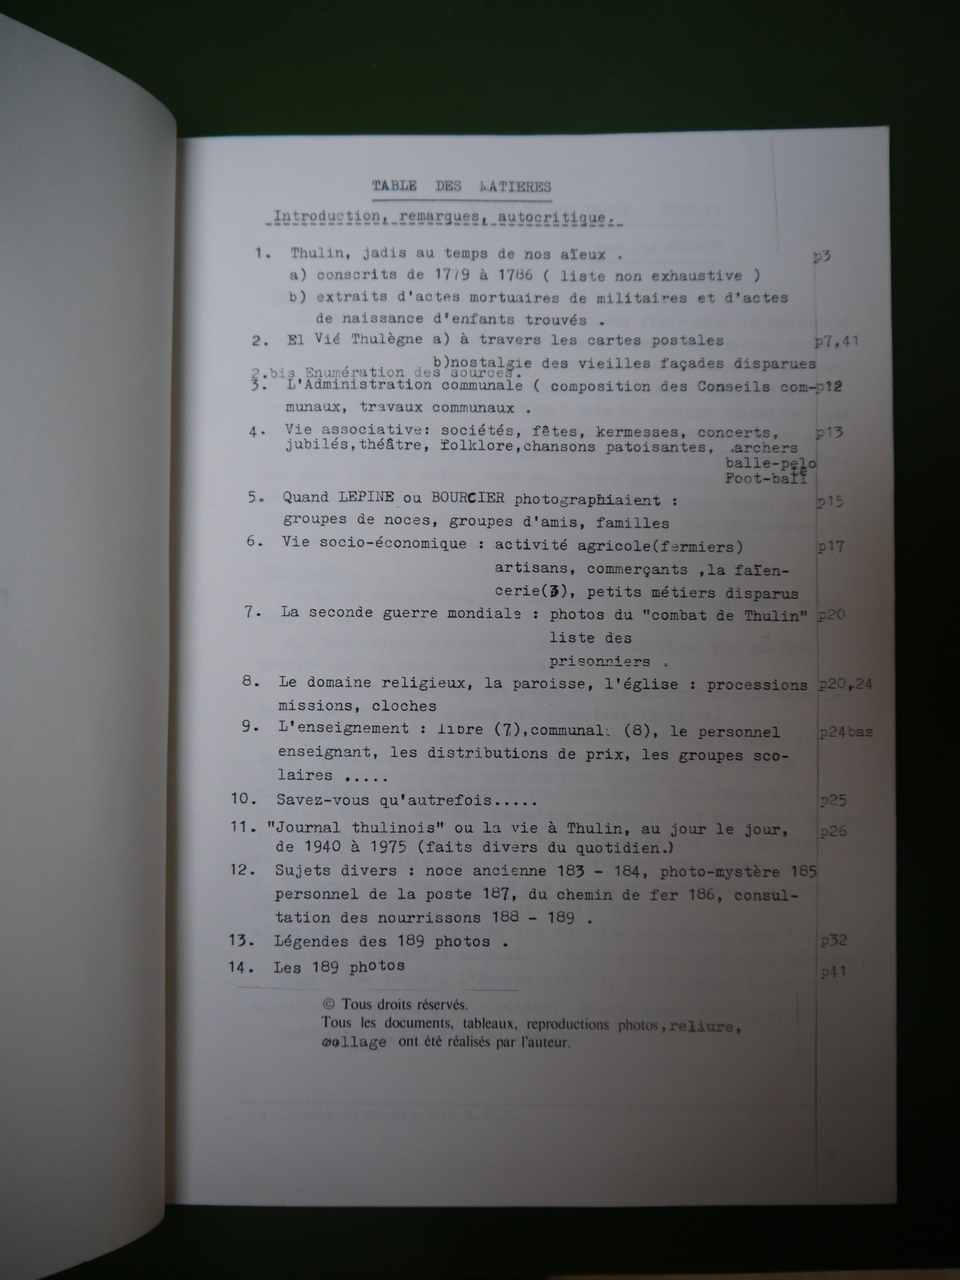 TABLE DES MATIERES
Introduction, remarques, autocritique.
1. Thulin, jadis au temps de nos aïeux . p3
a) conscrits de 1779 à 1786 ( liste non exhaustive )
b) extraits d'actes mortuaires de militaires et d'actes
de naissance d'enfants trouvés .
2. El Vié Thulègne a) à travers les cartes postales p7,41
b)nostalgie des vieilles façades disparues
2.bis Enumération des sources.
3. L'Administration communale ( composition des Conseils com- p12
munaux, travaux communaux .
4. Vie associative: sociétés, fêtes, kermesses, concerts, p13
jubilés,théâtre, folklore,chansons patoisantes, archers
balle-pelote
Foot-ball
5. Quand LEPINE ou BOURCIER photographiaient : p15
groupes de noces, groupes d'amis, familles
6. Vie socio-économique : activité agricole(fermiers) p17
artisans, commerçants ,la faïen-
cerie(3), petits métiers disparus
7. La seconde guerre mondiale : photos du "combat de Thulin" p20
liste des
prisonniers .
8. Le domaine religieux, la paroisse, l'église : processions p20,24
missions, cloches
9. L'enseignement : libre (7),communal. (8), le personnel p24bas
enseignant, les distributions de prix, les groupes sco-
laires .....
10. Savez-vous qu'autrefois..... p25
11. "Journal thulinois" ou la vie à Thulin, au jour le jour, p26
de 1940 à 1975 (faits divers du quotidien.)
12. Sujets divers : noce ancienne 183 - 184, photo-mystère 185
personnel de la poste 187, du chemin de fer 186, consul-
tation des nourrissons 188 - 189 .
13. Légendes des 189 photos . p32
14. Les 189 photos p41
© Tous droits réservés.
Tous les documents, tableaux, reproductions photos,reliure,
collage ont été réalisés par l'auteur.